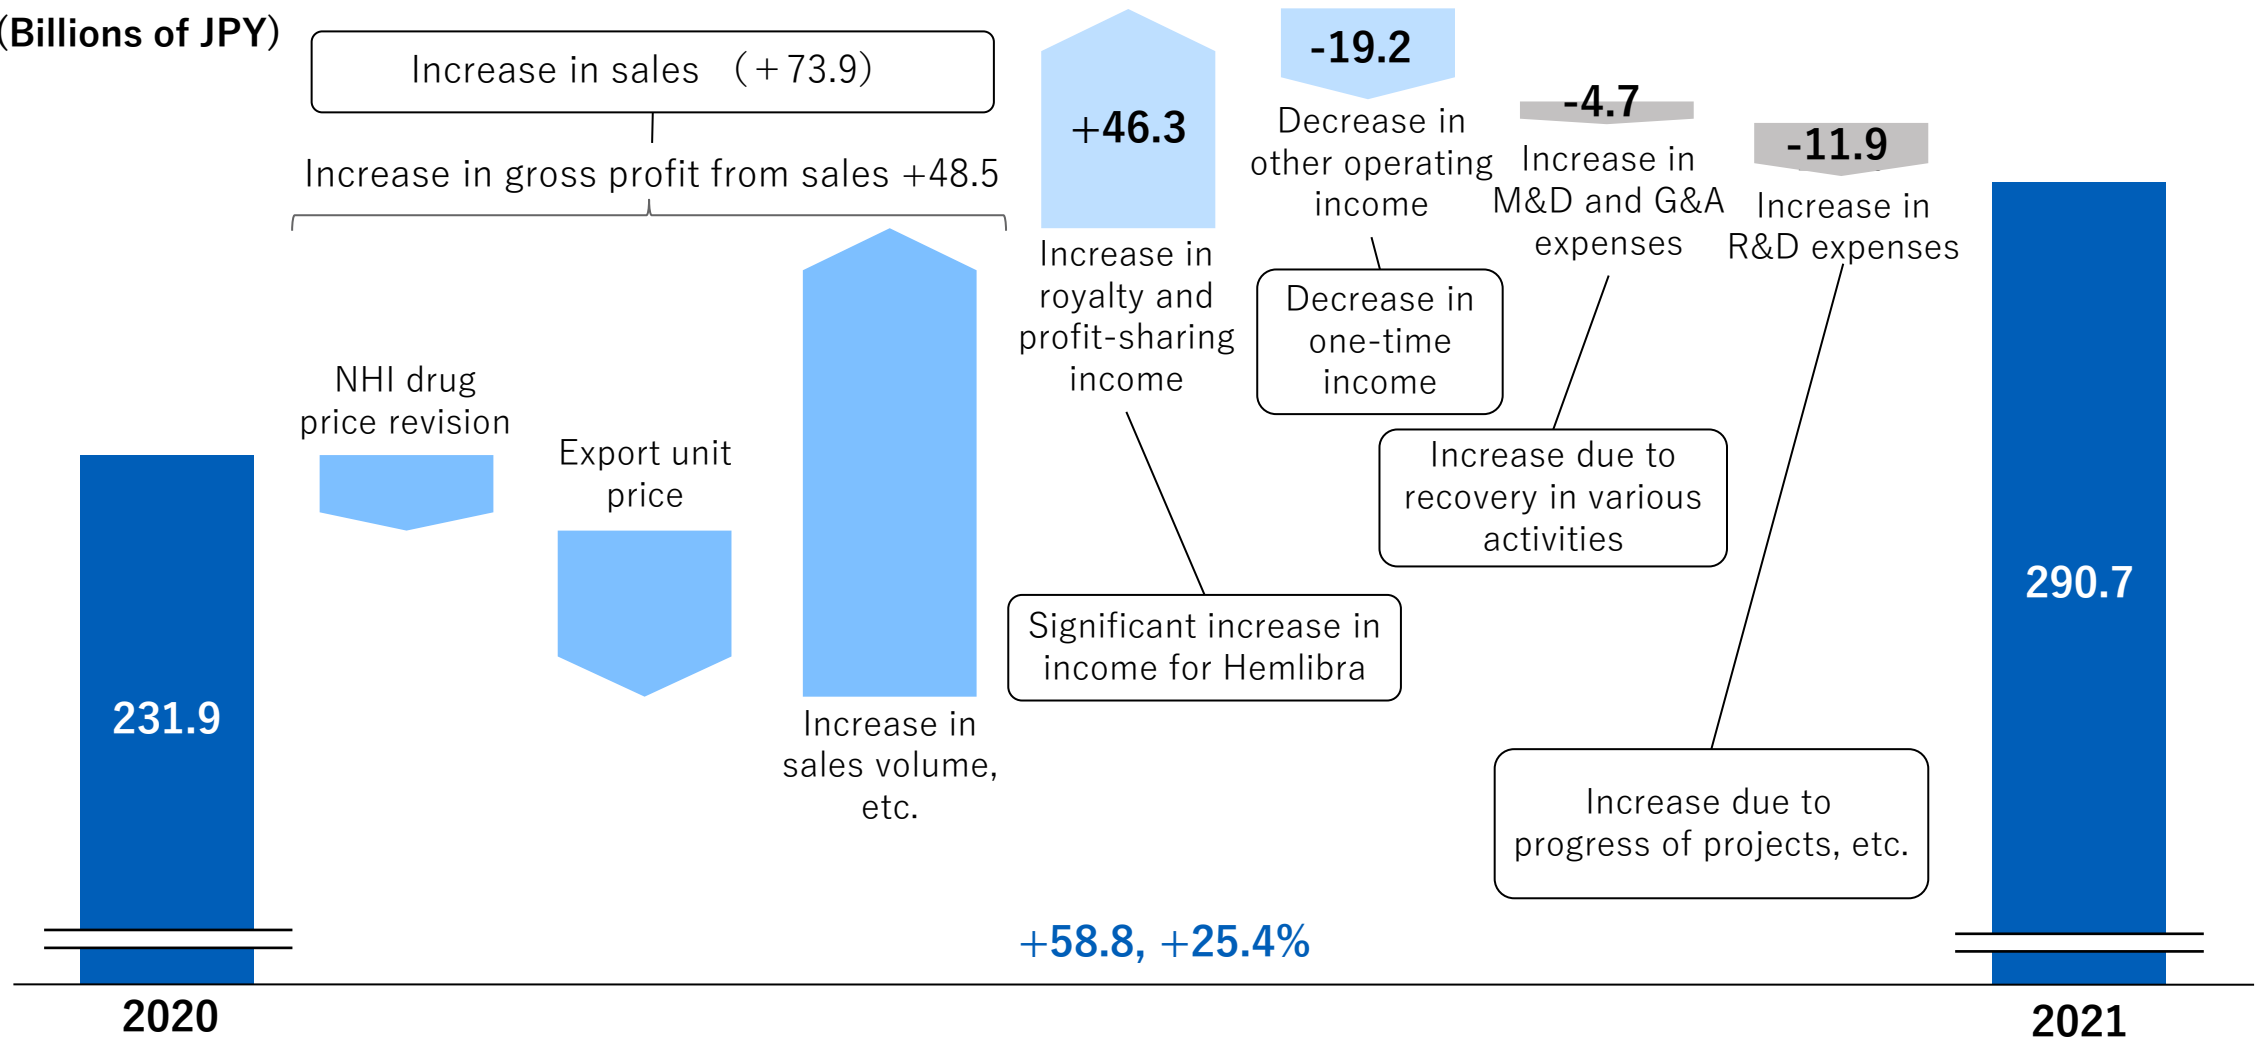 (Billions of JPY)
Increase in sales （＋73.9）
Increase in gross profit from sales +48.5
NHI drug
price revision
Export unit
price
Increase in
sales volume,
etc.
+46.3
Increase in
royalty and
profit-sharing
income
Significant increase in
income for Hemlibra
-19.2
Decrease in
other operating
income
Decrease in
one-time
income
-4.7
Increase in
M&D and G&A
expenses
Increase due to
recovery in various
activities
-11.9
Increase in
R&D expenses
Increase due to
progress of projects, etc.
231.9
290.7
+58.8, +25.4%
2020
2021